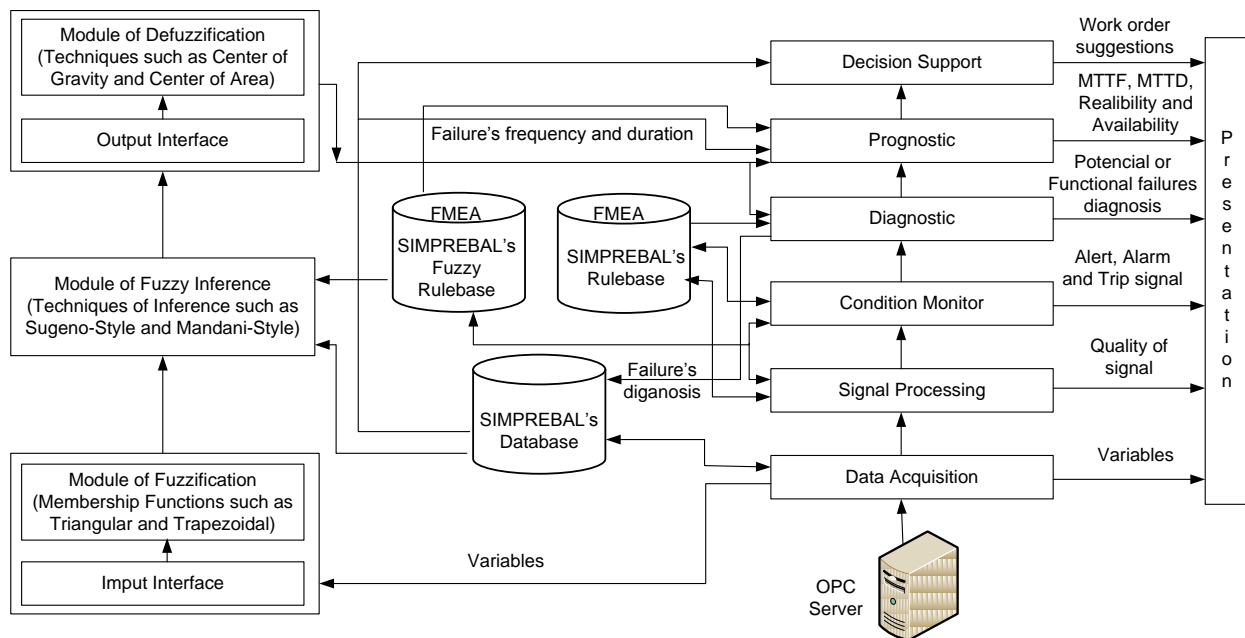 Module of Defuzzification
(Techniques such as Center of
Gravity and Center of Area)
Output Interface
Module of Fuzzy Inference
(Techniques of Inference such as
Sugeno-Style and Mandani-Style)
Module of Fuzzification
(Membership Functions such as
Triangular and Trapezoidal)
Imput Interface
Failure's frequency and duration
FMEA
SIMPREBAL's
Fuzzy
Rulebase
FMEA
SIMPREBAL's
Rulebase
SIMPREBAL's
Database
Failure's
diganosis
Variables
Decision Support
Prognostic
Diagnostic
Condition Monitor
Signal Processing
Data Acquisition
OPC
Server
Work order
suggestions
MTTF, MTTD,
Realibility and
Availability
Potencial or
Functional failures
diagnosis
Alert, Alarm
and Trip signal
Quality of
signal
Variables
Presentation